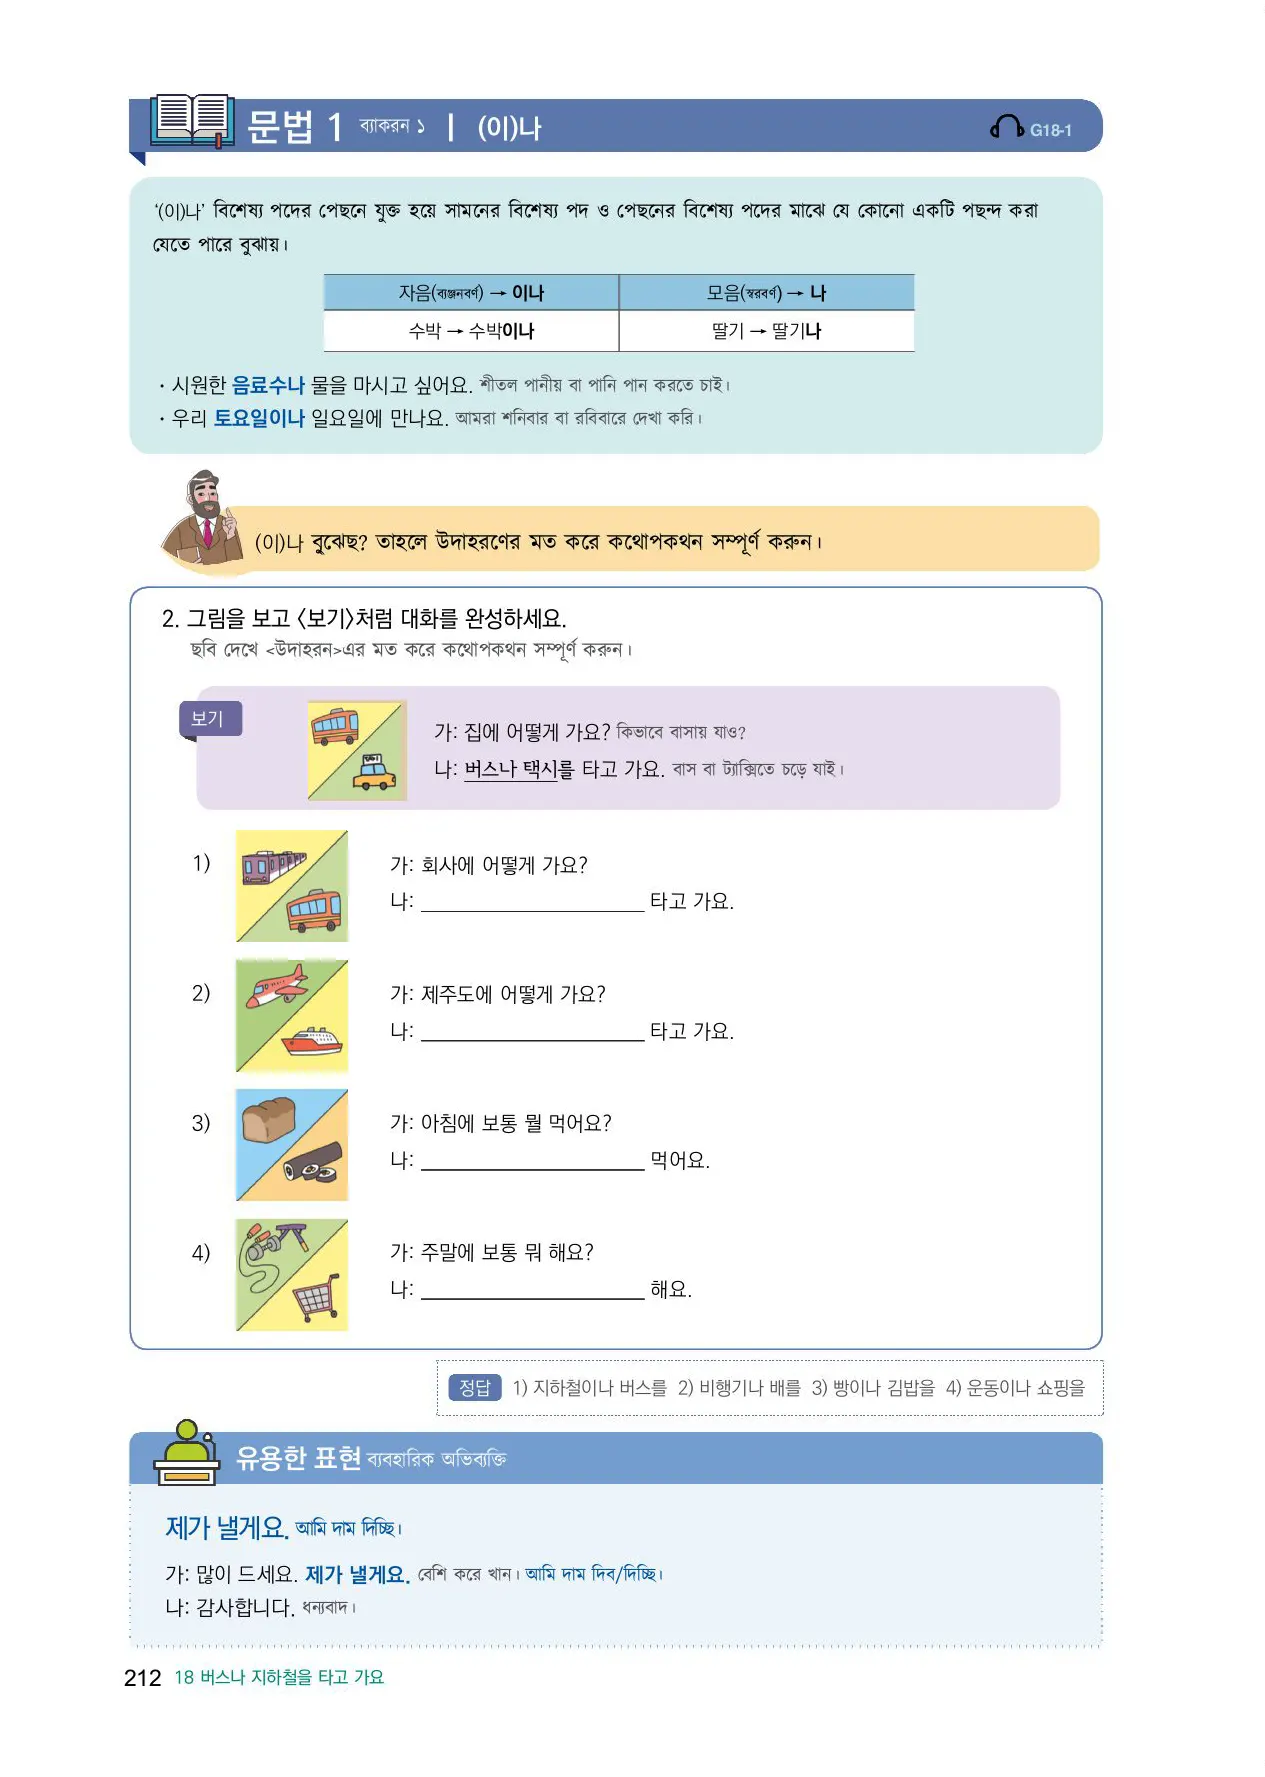 문법 1 ব্যাকরন ১ | (이)나
G18-1
‘(이)나’ বিশেষ্য পদের পেছনে যুক্ত হয়ে সামনের বিশেষ্য পদ ও পেছনের বিশেষ্য পদের মাঝে যে কোনো একটি পছন্দ করা
যেতে পারে বুঝায়।
자음(ব্যঞ্জনবর্ণ) → 이나 모음(স্বরবর্ণ) → 나
수박 → 수박이나 딸기 → 딸기나
· 시원한 음료수나 물을 마시고 싶어요. শীতল পানীয় বা পানি পান করতে চাই।
· 우리 토요일이나 일요일에 만나요. আমরা শনিবার বা রবিবারে দেখা করি।
(이)나 বুঝেছ? তাহলে উদাহরণের মত করে কথোপকথন সম্পূর্ণ করুন।
2. 그림을 보고 〈보기〉처럼 대화를 완성하세요.
ছবি দেখে <উদাহরন>এর মত করে কথোপকথন সম্পূর্ণ করুন।
보기
가: 집에 어떻게 가요? কিভাবে বাসায় যাও?
나: 버스나 택시를 타고 가요. বাস বা ট্যাক্সিতে চড়ে যাই।
1) 가: 회사에 어떻게 가요?
나: ____________________ 타고 가요.
2) 가: 제주도에 어떻게 가요?
나: ____________________ 타고 가요.
3) 가: 아침에 보통 뭘 먹어요?
나: ____________________ 먹어요.
4) 가: 주말에 보통 뭐 해요?
나: ____________________ 해요.
정답 1) 지하철이나 버스를 2) 비행기나 배를 3) 빵이나 김밥을 4) 운동이나 쇼핑을
유용한 표현 ব্যবহারিক অভিব্যক্তি
제가 낼게요. আমি দাম দিচ্ছি।
가: 많이 드세요. 제가 낼게요. বেশি করে খান। আমি দাম দিব/দিচ্ছি।
나: 감사합니다. ধন্যবাদ।
212 18 버스나 지하철을 타고 가요